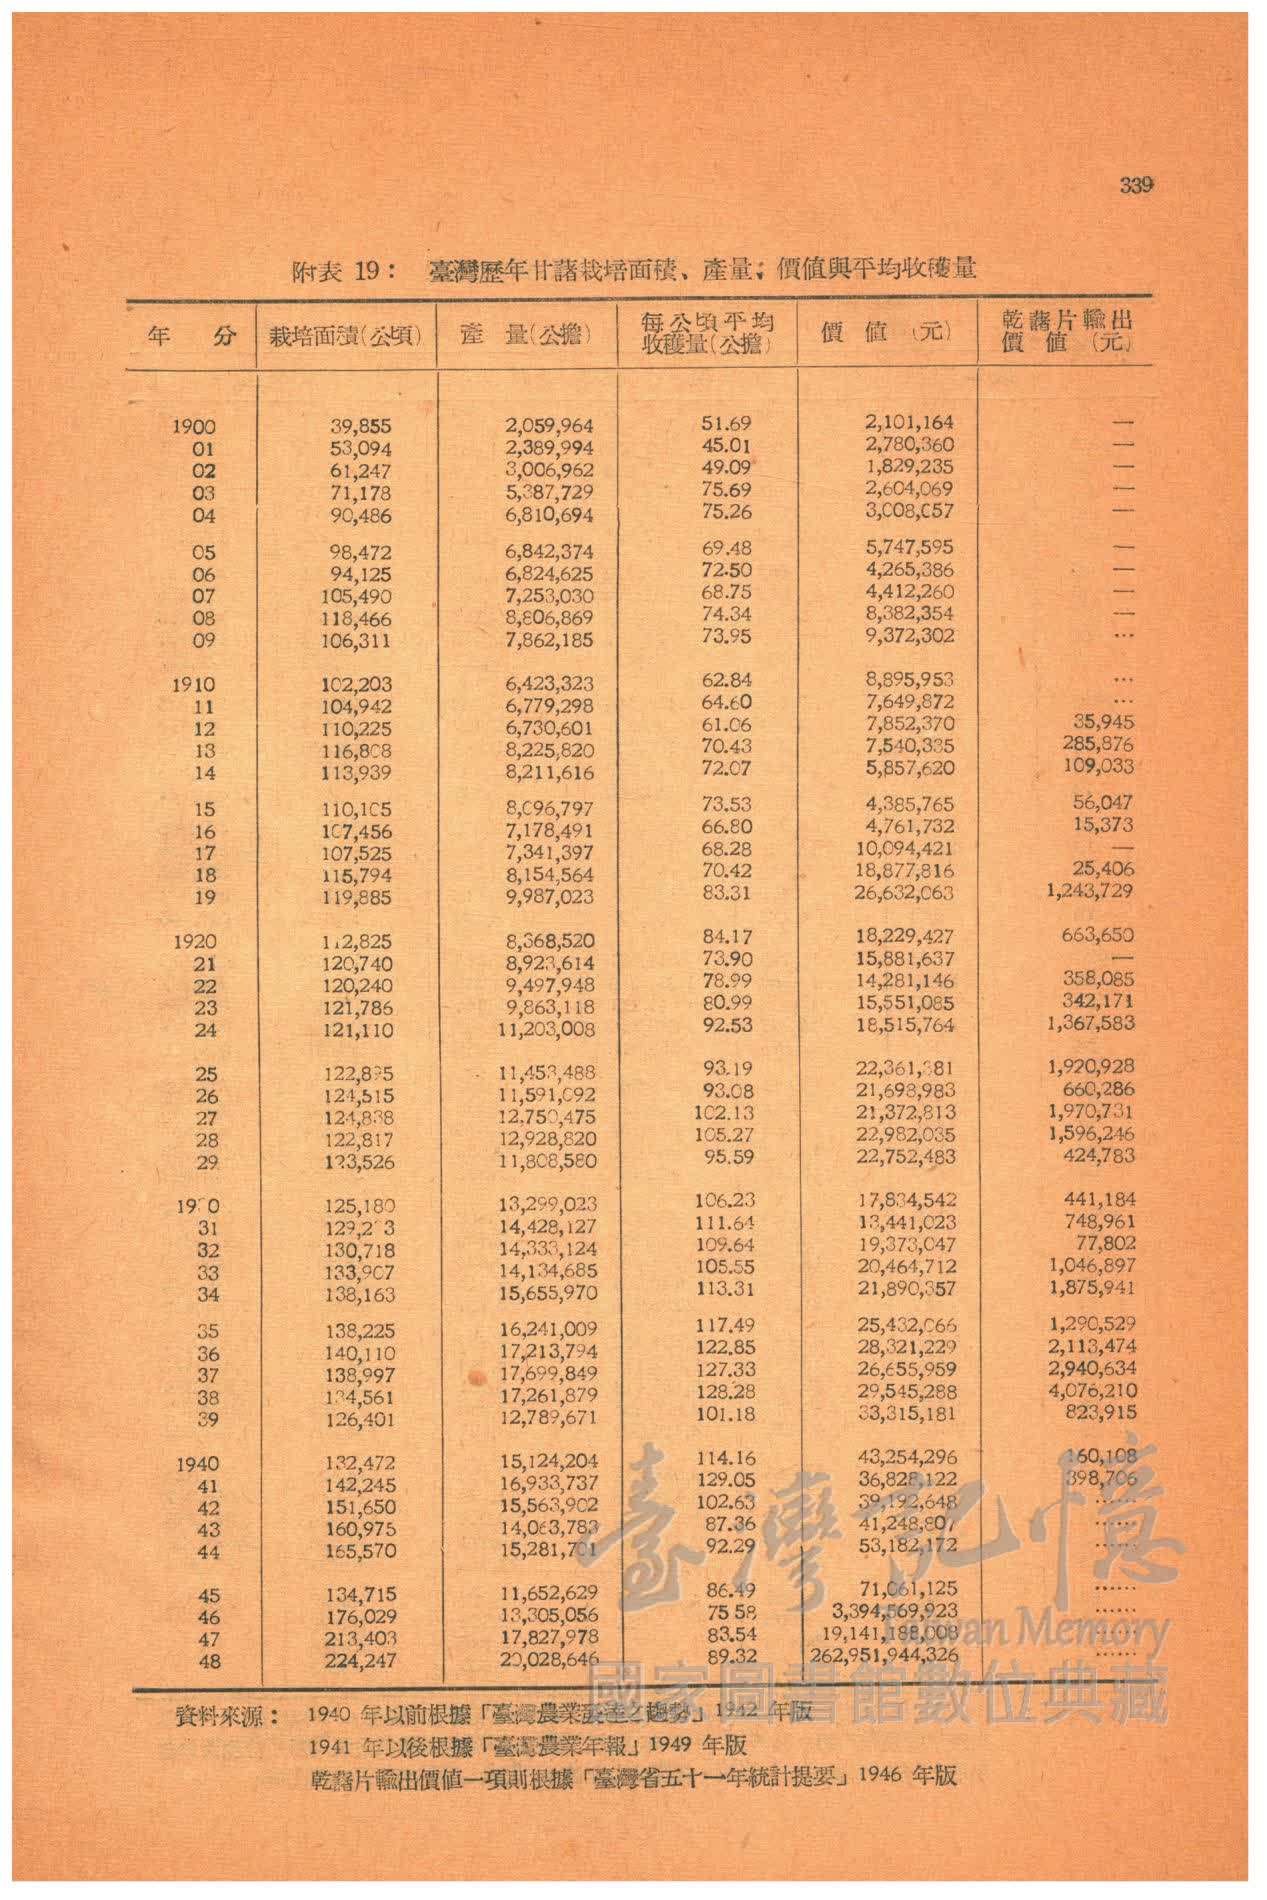 339
附表 19： 臺灣歷年甘藷栽培面積、產量、價值與平均收穫量
年 分 栽培面積(公頃) 產 量(公擔) 每公頃平均收穫量(公擔) 價 値 (元) 乾藷片輸出價 値 (元)
1900 39,855 2,059,964 51.69 2,101,164 —
01 53,094 2,389,994 45.01 2,780,360 —
02 61,247 3,006,962 49.09 1,829,235 —
03 71,178 5,387,729 75.69 2,604,069 —
04 90,486 6,810,694 75.26 3,008,057 —
05 98,472 6,842,374 69.48 5,747,595 —
06 94,125 6,824,625 72.50 4,265,386 —
07 105,490 7,253,030 68.75 4,412,260 —
08 118,466 8,806,869 74.34 8,382,354 —
09 106,311 7,862,185 73.95 9,372,302 …
1910 102,203 6,423,323 62.84 8,895,953 …
11 104,942 6,779,298 64.60 7,649,872 …
12 110,225 6,730,601 61.06 7,852,370 35,945
13 116,808 8,225,820 70.43 7,540,335 285,876
14 113,939 8,211,616 72.07 5,857,620 109,033
15 110,105 8,096,797 73.53 4,385,765 56,047
16 107,456 7,178,491 66.80 4,761,732 15,373
17 107,525 7,341,397 68.28 10,094,421 —
18 115,794 8,154,564 70.42 18,877,816 25,406
19 119,885 9,987,023 83.31 26,632,063 1,243,729
1920 112,825 8,368,520 84.17 18,229,427 663,650
21 120,740 8,923,614 73.90 15,881,637 —
22 120,240 9,497,948 78.99 14,281,146 358,085
23 121,786 9,863,118 80.99 15,551,085 342,171
24 121,110 11,203,008 92.53 18,515,764 1,367,583
25 122,895 11,453,488 93.19 22,361,381 1,920,928
26 124,515 11,591,092 93.08 21,698,983 660,286
27 124,838 12,750,475 102.13 21,372,813 1,970,731
28 122,817 12,928,820 105.27 22,982,035 1,596,246
29 123,526 11,808,580 95.59 22,752,483 424,783
1930 125,180 13,299,023 106.23 17,834,542 441,184
31 14,428,127 111.64 13,441,023 748,961
32 130,718 14,333,124 109.64 19,373,047 77,802
33 133,907 14,134,685 105.55 20,464,712 1,046,897
34 138,163 15,655,970 113.31 21,890,357 1,875,941
35 138,225 16,241,009 117.49 25,432,066 1,290,529
36 140,110 17,213,794 122.85 28,321,229 2,113,474
37 138,997 17,699,849 127.33 26,655,959 2,940,634
38 134,561 17,261,879 128.28 29,545,288 4,076,210
39 126,401 12,789,671 101.18 33,315,181 823,915
1940 132,472 15,124,204 114.16 43,254,296 160,108
41 142,245 16,933,737 129.05 36,828,122 398,706
42 151,650 15,563,902 102.63 39,192,648 ……
43 160,975 14,063,783 87.36 41,248,807 ……
44 165,570 15,281,701 92.29 53,182,172 ……
45 134,715 11,652,629 86.49 71,061,125 ……
46 176,029 13,305,056 75 58 3,394,569,923 ……
47 213,403 17,827,978 83.54 19,141,188,008 ……
48 224,247 20,028,646 89.32 262,951,944,326 ……
資料來源： 1940 年以前根據「臺灣農業發達之趨勢」1942 年版
1941 年以後根據「臺灣農業年報」1949 年版
乾藷片輸出價値一項則根據「臺灣省五十一年統計提要」1946 年版
臺灣記憶
Taiwan Memory
國家圖書館數位典藏